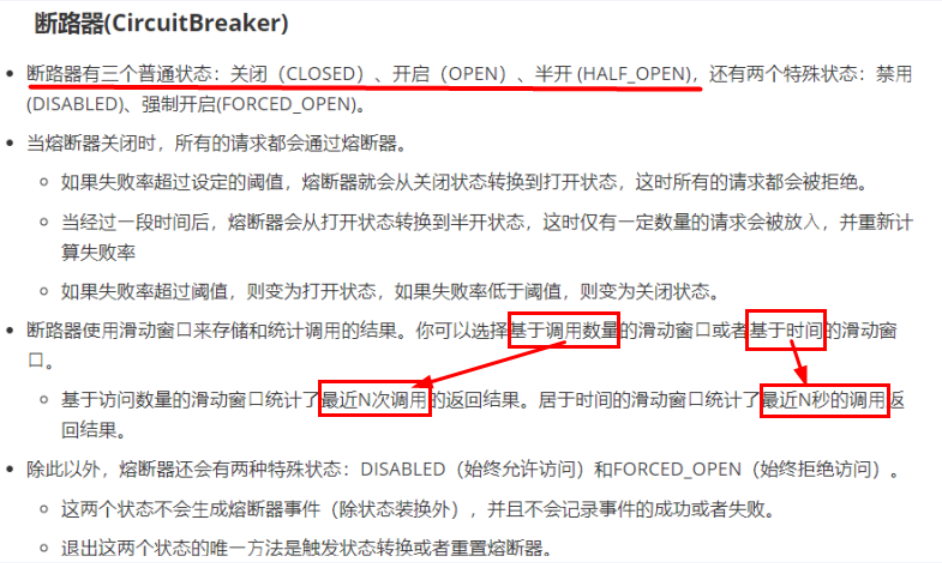 断路器(CircuitBreaker)
断路器有三个普通状态：关闭（CLOSED）、开启（OPEN）、半开 (HALF_OPEN)，还有两个特殊状态：禁用
(DISABLED)、强制开启(FORCED_OPEN)。
当熔断器关闭时，所有的请求都会通过熔断器。
如果失败率超过设定的阈值，熔断器就会从关闭状态转换到打开状态，这时所有的请求都会被拒绝。
当经过一段时间后，熔断器会从打开状态转换到半开状态，这时仅有一定数量的请求会被放入，并重新计
算失败率
如果失败率超过阈值，则变为打开状态，如果失败率低于阈值，则变为关闭状态。
断路器使用滑动窗口来存储和统计调用的结果。你可以选择基于调用数量的滑动窗口或者基于时间的滑动窗
口。
基于访问数量的滑动窗口统计了最近N次调用的返回结果。居于时间的滑动窗口统计了最近N秒的调用返
回结果。
除此以外，熔断器还会有两种特殊状态：DISABLED（始终允许访问）和FORCED_OPEN（始终拒绝访问）。
这两个状态不会生成熔断器事件（除状态装换外），并且不会记录事件的成功或者失败。
退出这两个状态的唯一方法是触发状态转换或者重置熔断器。